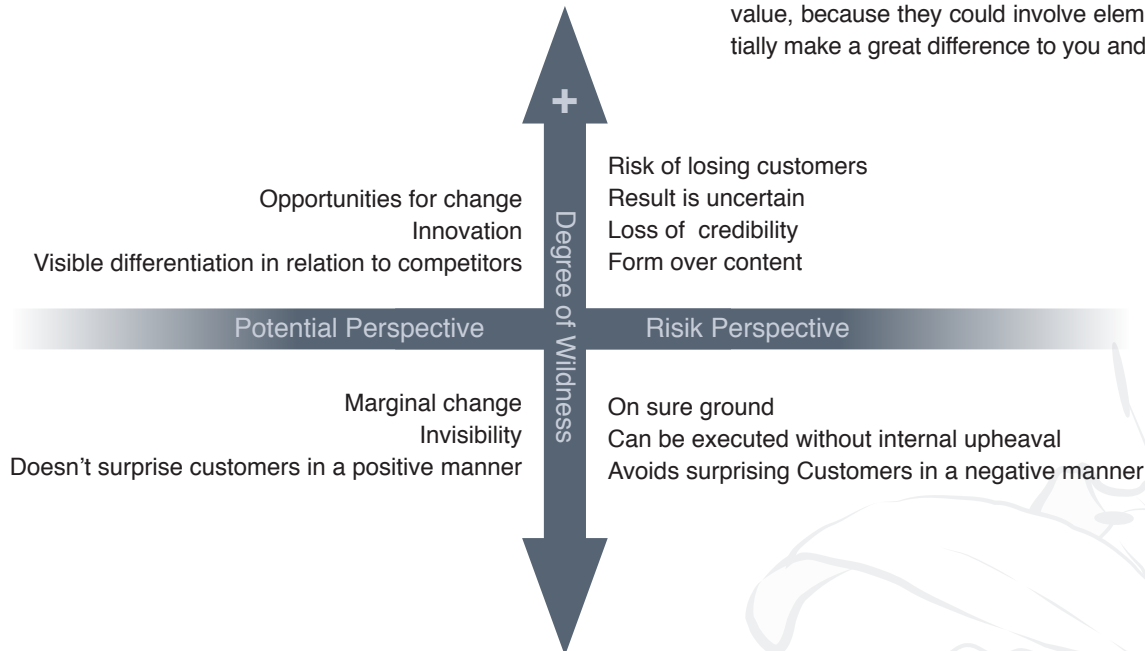 value, because they could involve elem
tially make a great difference to you and
+
Opportunities for change
Innovation
Visible differentiation in relation to competitors
Risk of losing customers
Result is uncertain
Loss of credibility
Form over content
Degree of Wildness
Potential Perspective
Risik Perspective
Marginal change
Invisibility
Doesn't surprise customers in a positive manner
On sure ground
Can be executed without internal upheaval
Avoids surprising Customers in a negative manner